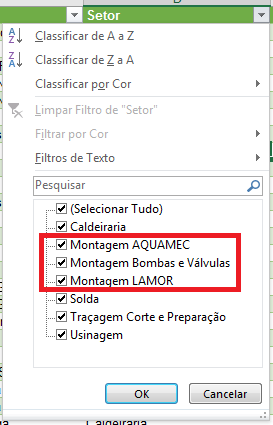 Setor
Classificar de A a Z
Classificar de Z a A
Classificar por Cor
Limpar Filtro de "Setor"
Filtrar por Cor
Filtros de Texto
Pesquisar
(Selecionar Tudo)
Caldeiraria
Montagem AQUAMEC
Montagem Bombas e Válvulas
Montagem LAMOR
Solda
Traçagem Corte e Preparação
Usinagem
OK
Cancelar